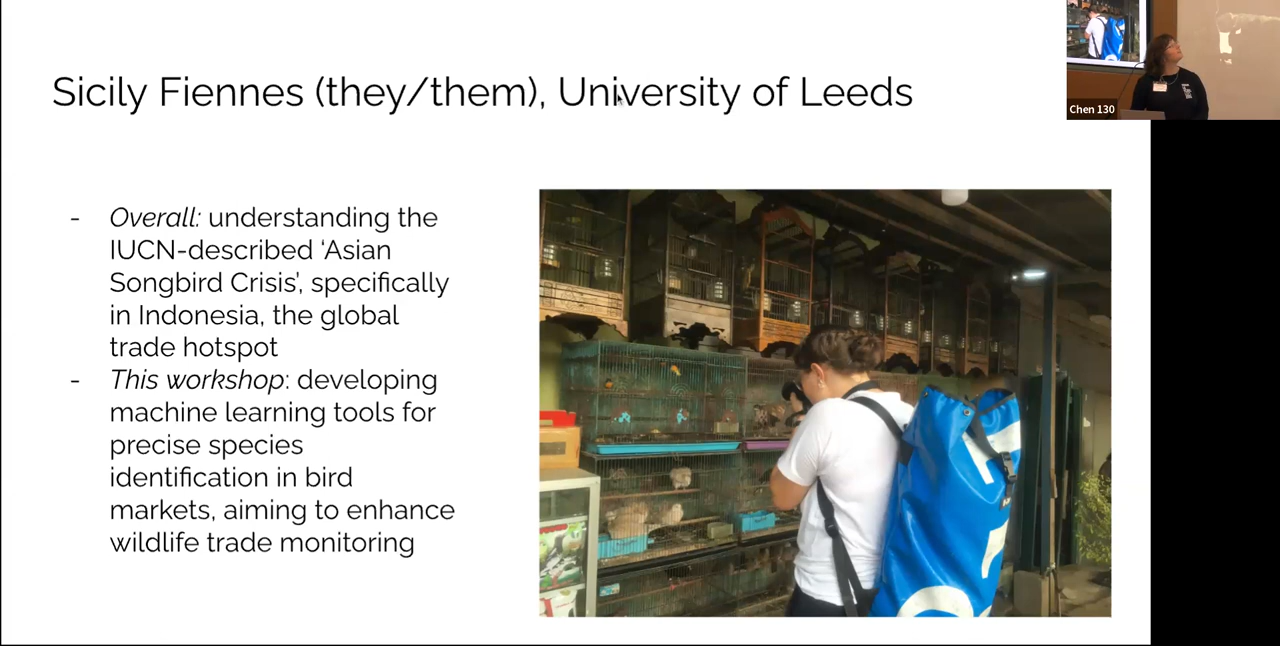 Sicily Fiennes (they/them), University of Leeds
- Overall: understanding the
IUCN-described ‘Asian
Songbird Crisis’, specifically
in Indonesia, the global
trade hotspot
- This workshop: developing
machine learning tools for
precise species
identification in bird
markets, aiming to enhance
wildlife trade monitoring
Chen 130